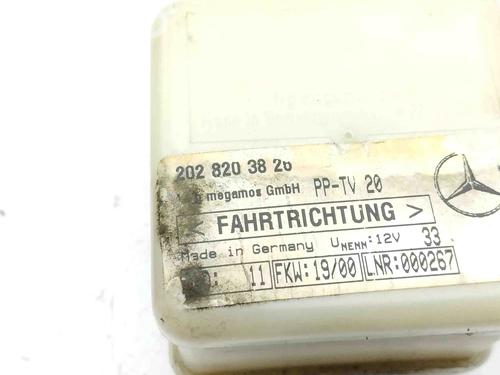 202 820 38 26
megamos GmbH PP-TV 20
FAHRTRICHTUNG >
Made in Germany UNENN:12V 33
11 FKW:19/00 LNR:000267